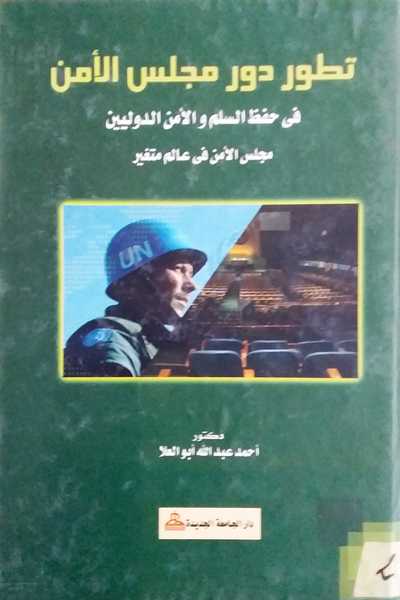 تطور دور مجلس الأمن
فى حفظ السلم والأمن الدوليين
مجلس الأمن فى عالم متغير
UN
دكتور
أحمد عبد الله أبو العلا
دار الجامعة الجديدة